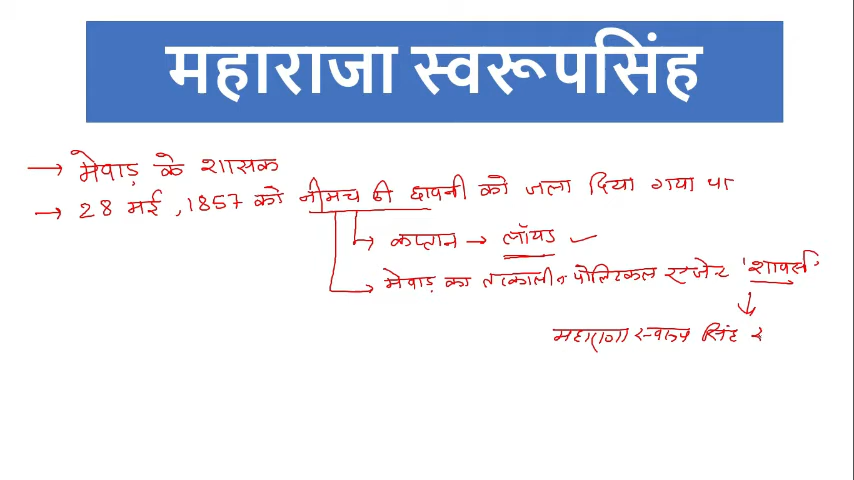 महाराजा स्वरूपसिंह
→ मेवाड़ के शासक
→ 28 मई, 1857 को नीमच की छावनी को जला दिया गया था
→ कप्तान → लॉयड ✓
→ मेवाड़ का तत्कालीन पोलिटिकल एजेंट 'शावर्स'
महाराणा स्वरूप सिंह